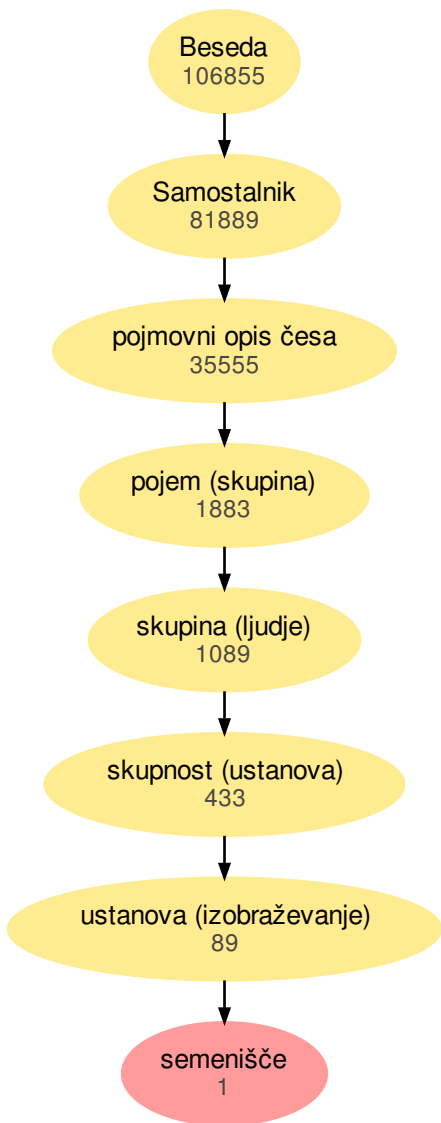 Beseda
106855
Samostalnik
81889
pojmovni opis česa
35555
pojem (skupina)
1883
skupina (ljudje)
1089
skupnost (ustanova)
433
ustanova (izobraževanje)
89
semenišče
1